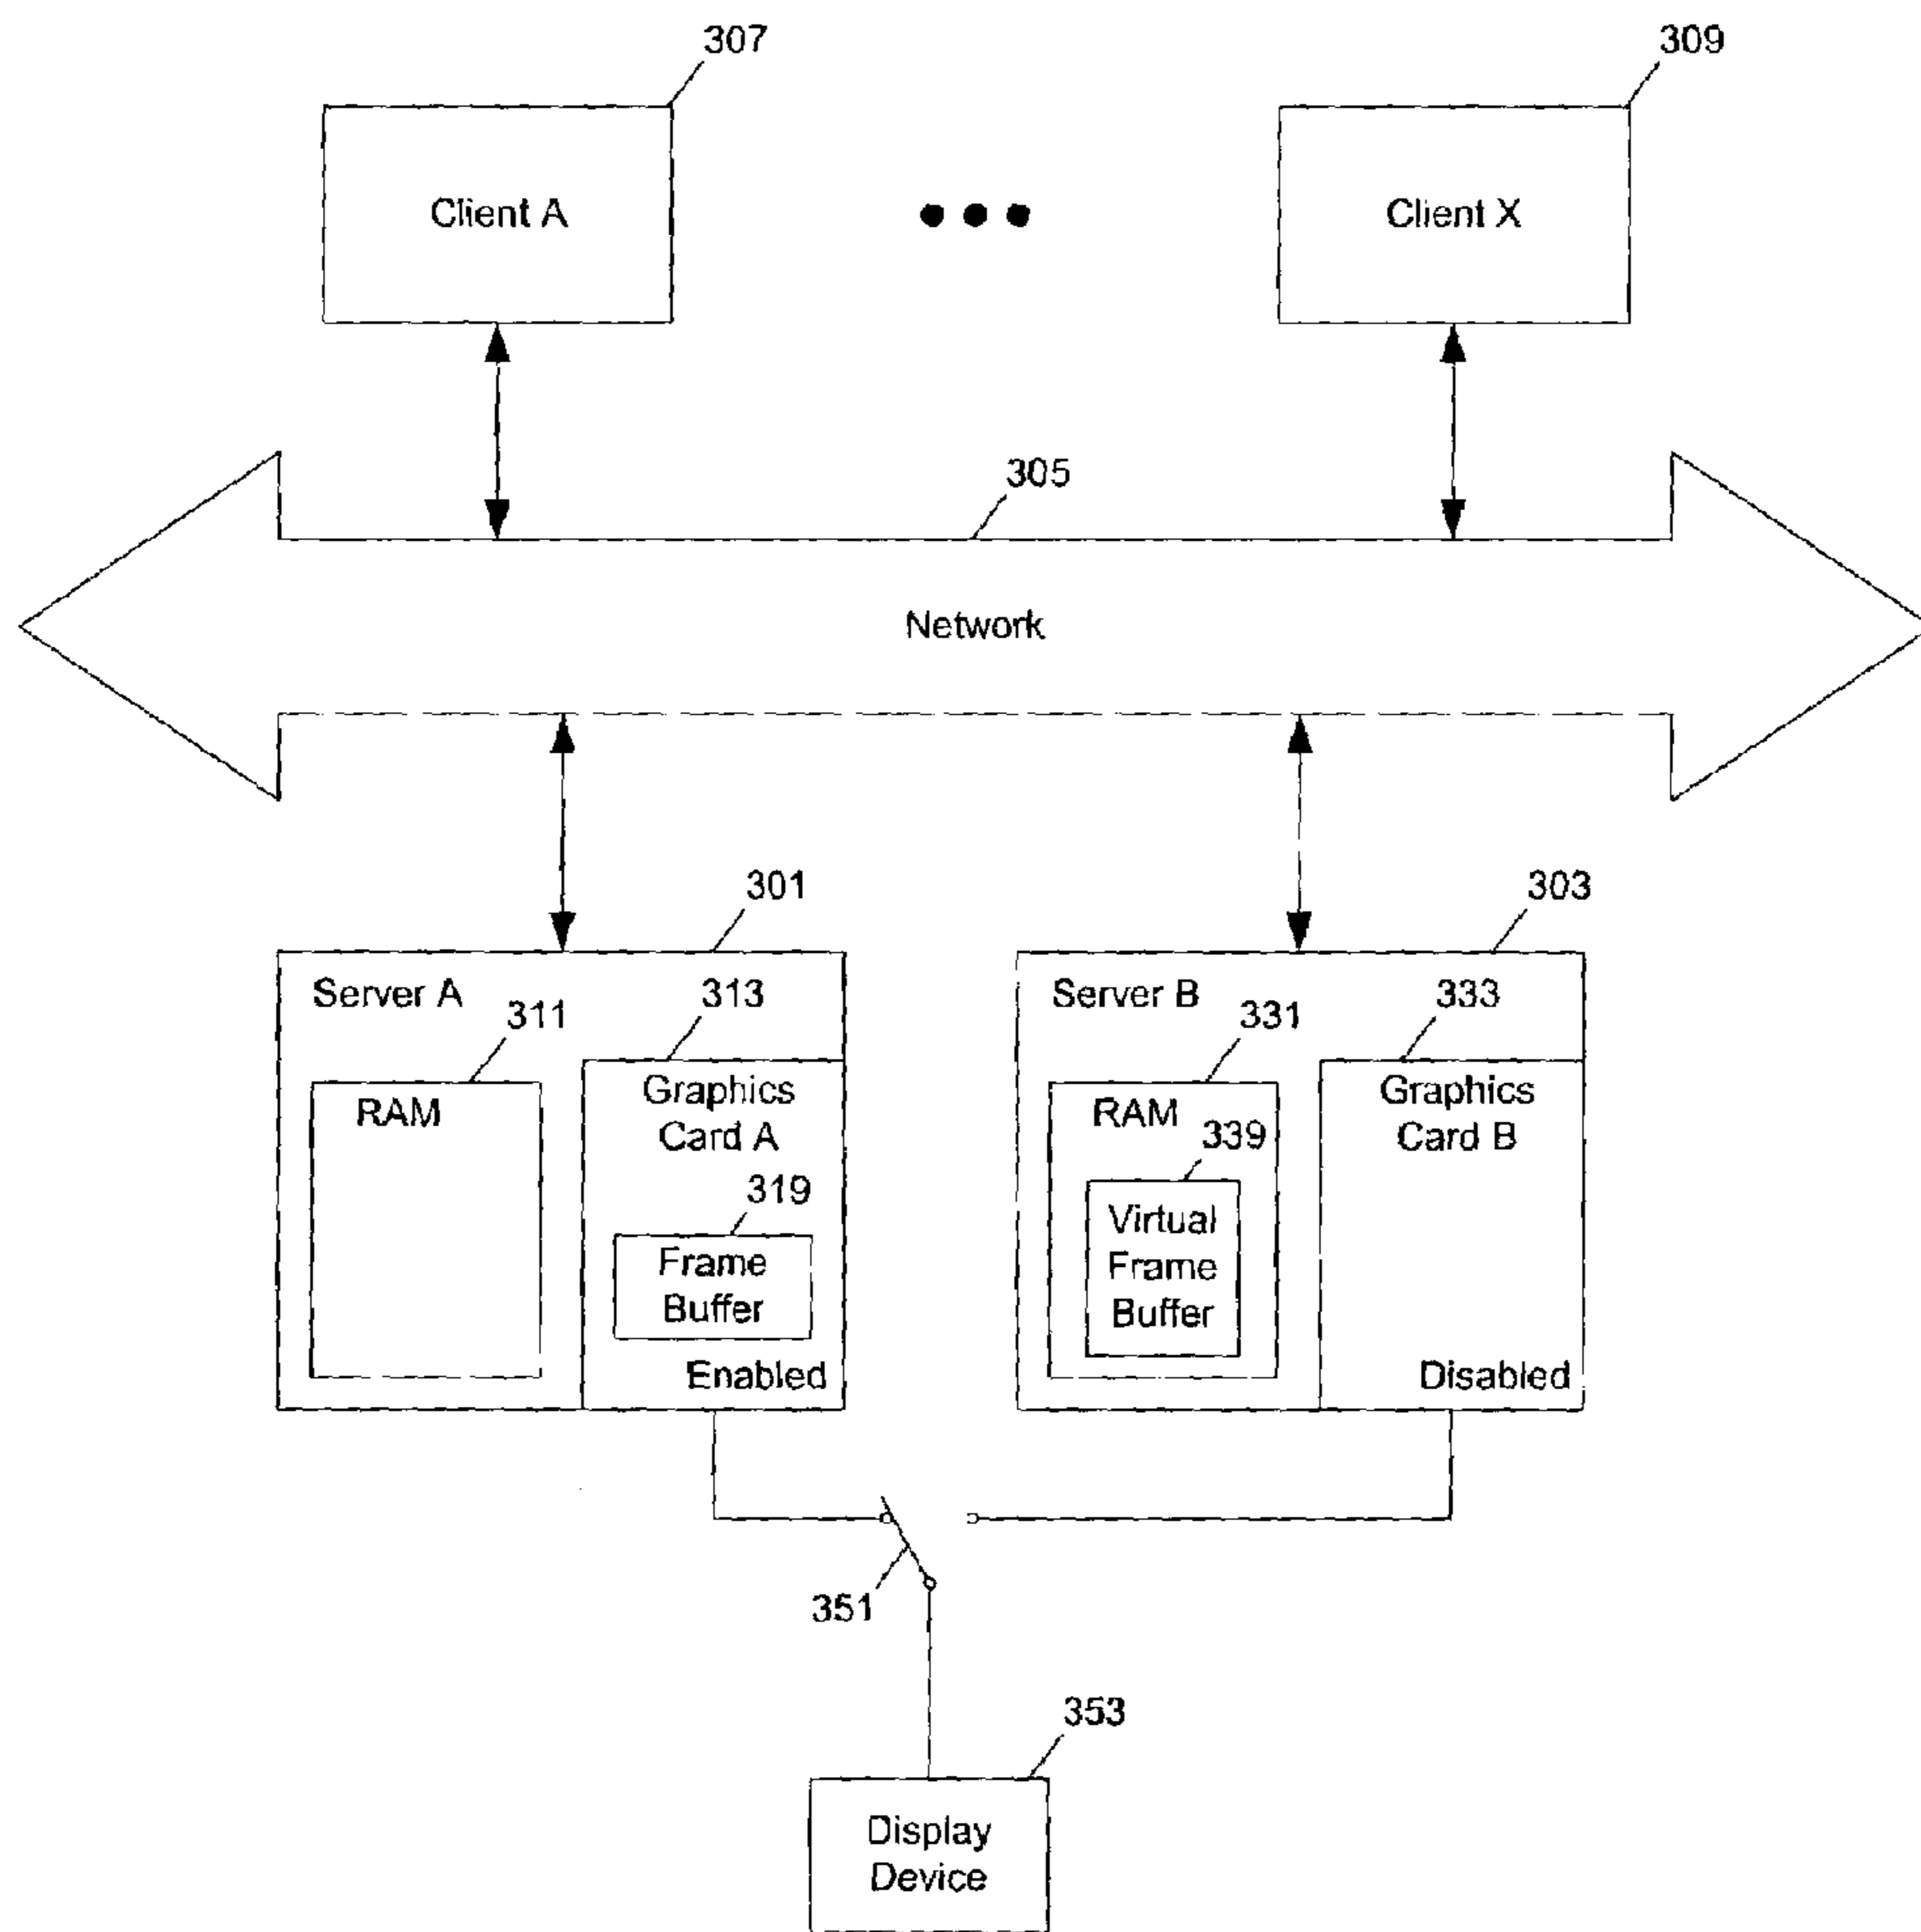 307
309
Client A
Client X
305
Network
301
303
Server A
313
Server B
333
311
331
Graphics
Card A
Graphics
Card B
RAM
RAM
339
319
Virtual
Frame
Buffer
Frame
Buffer
Enabled
Disabled
351
353
Display
Device